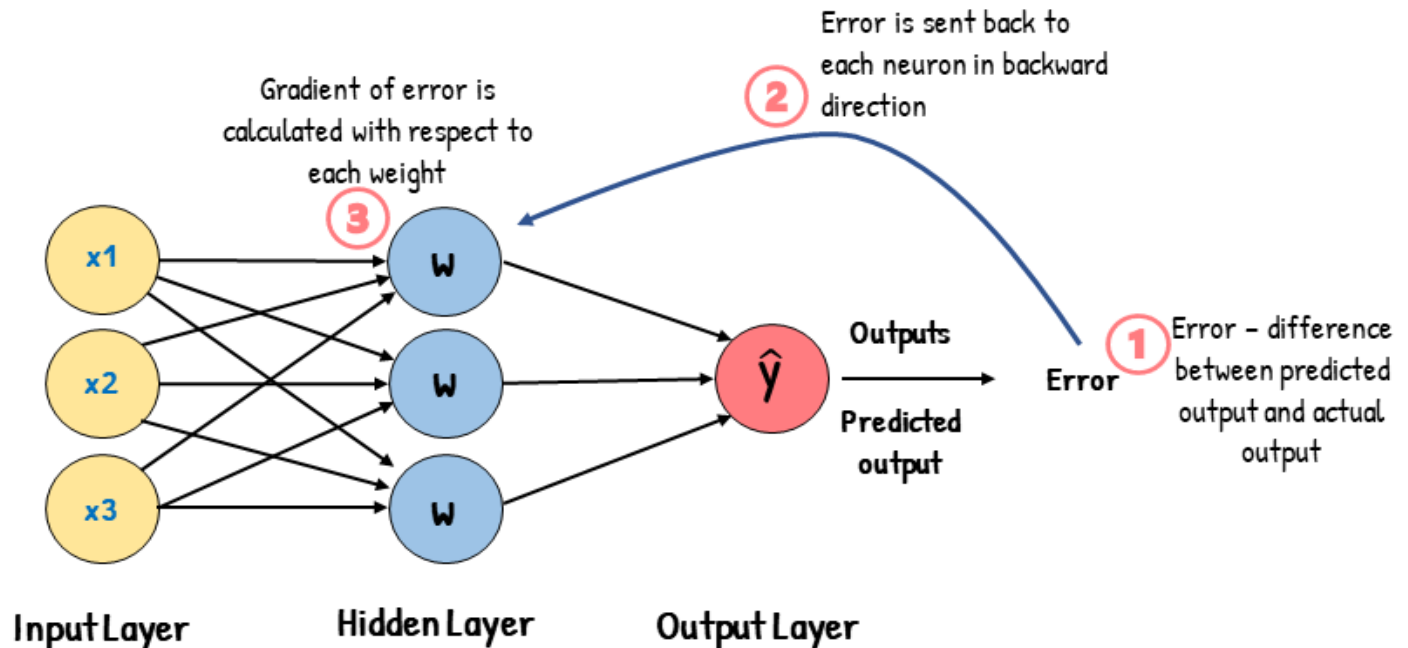 Error is sent back to
each neuron in backward
direction
2
Gradient of error is
calculated with respect to
each weight
3
x1
w
x2
w
x3
w
ŷ
Outputs
Predicted
output
Error
1
Error - difference
between predicted
output and actual
output
Input Layer
Hidden Layer
Output Layer